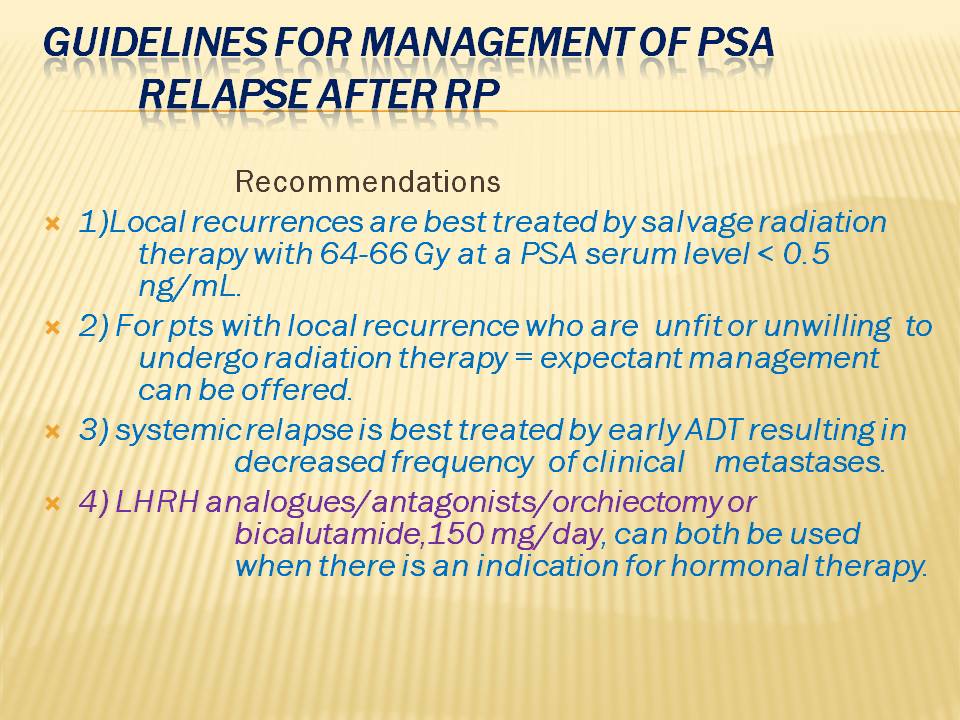 GUIDELINES FOR MANAGEMENT OF PSA
RELAPSE AFTER RP
Recommendations
1)Local recurrences are best treated by salvage radiation
therapy with 64-66 Gy at a PSA serum level < 0.5
ng/mL.
2) For pts with local recurrence who are unfit or unwilling to
undergo radiation therapy = expectant management
can be offered.
3) systemic relapse is best treated by early ADT resulting in
decreased frequency of clinical metastases.
4) LHRH analogues/antagonists/orchiectomy or
bicalutamide,150 mg/day, can both be used
when there is an indication for hormonal therapy.